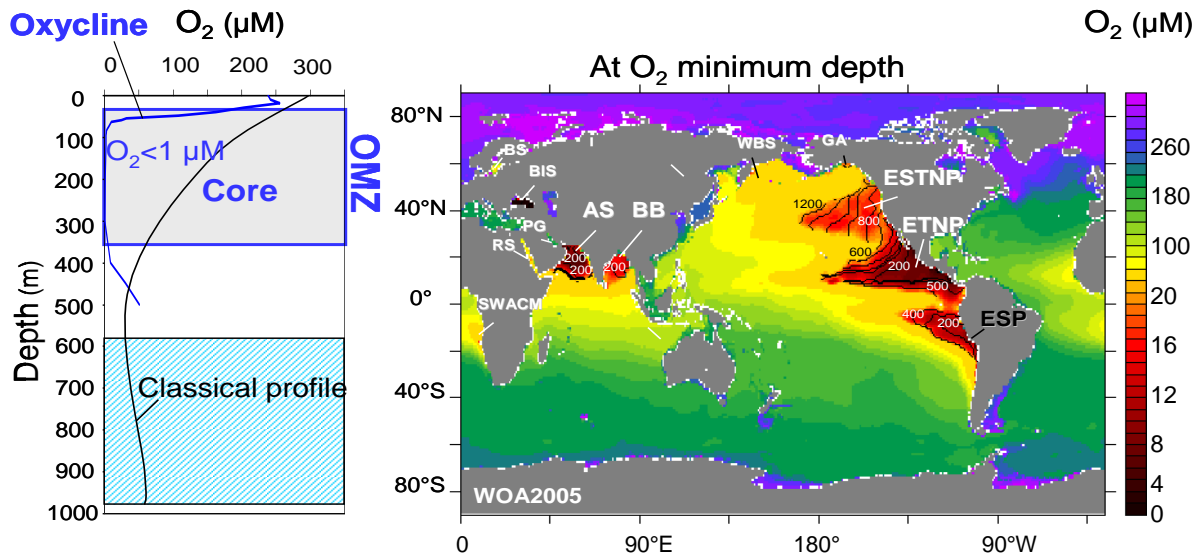 Oxycline
O₂ (µM)
0 100 200 300
0
100
200
300
400
500
600
700
800
900
1000
Depth (m)
O₂<1 µM
Core
OMZ
Classical profile
At O₂ minimum depth
80°N
40°N
0°
40°S
80°S
0 90°E 180° 90°W
BS
BIS
PG
RS
AS
BB
SWACM
WBS
GA
ESTNP
ETNP
ESP
200
200
200
1200
800
600
200
500
400
200
WOA2005
O₂ (µM)
260
180
100
20
16
12
8
4
0